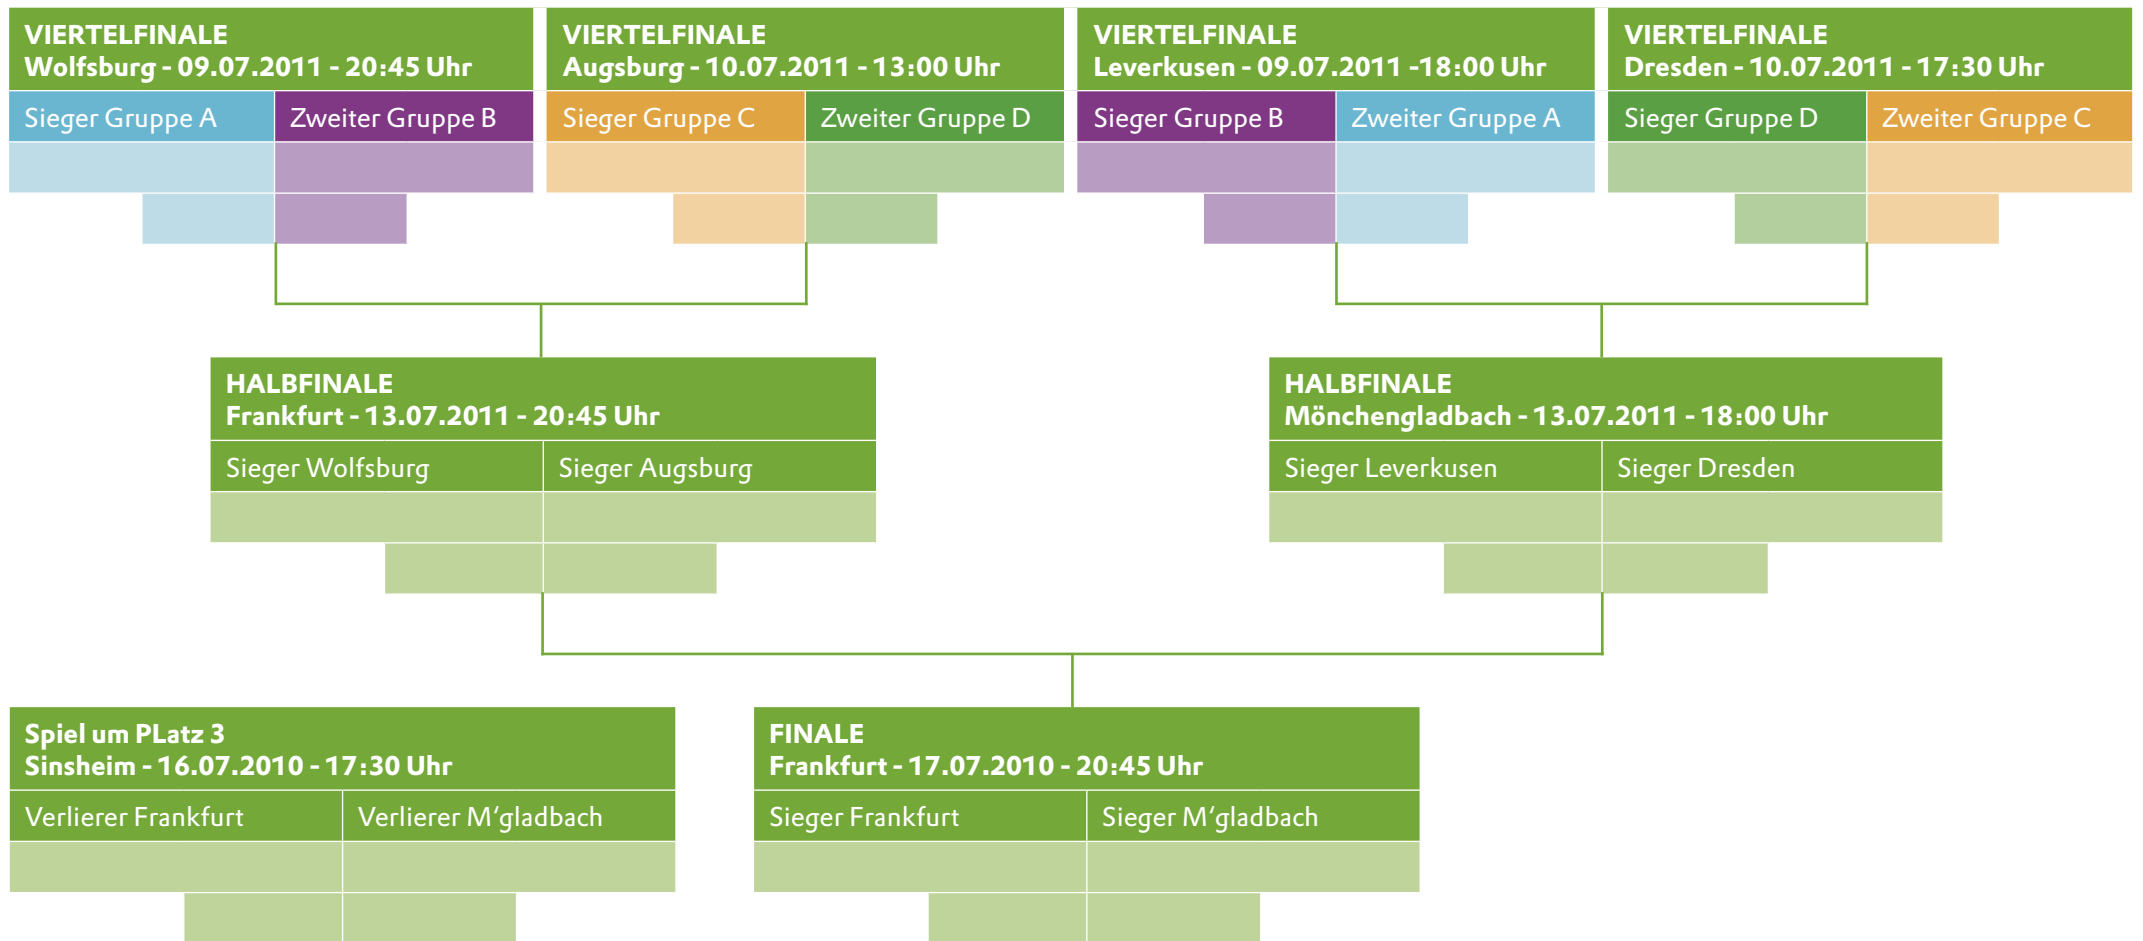 VIERTELFINALE
Wolfsburg - 09.07.2011 - 20:45 Uhr
Sieger Gruppe A
Zweiter Gruppe B
VIERTELFINALE
Augsburg - 10.07.2011 - 13:00 Uhr
Sieger Gruppe C
Zweiter Gruppe D
VIERTELFINALE
Leverkusen - 09.07.2011 -18:00 Uhr
Sieger Gruppe B
Zweiter Gruppe A
VIERTELFINALE
Dresden - 10.07.2011 - 17:30 Uhr
Sieger Gruppe D
Zweiter Gruppe C
HALBFINALE
Frankfurt - 13.07.2011 - 20:45 Uhr
Sieger Wolfsburg
Sieger Augsburg
HALBFINALE
Mönchengladbach - 13.07.2011 - 18:00 Uhr
Sieger Leverkusen
Sieger Dresden
Spiel um PLatz 3
Sinsheim - 16.07.2010 - 17:30 Uhr
Verlierer Frankfurt
Verlierer M‘gladbach
FINALE
Frankfurt - 17.07.2010 - 20:45 Uhr
Sieger Frankfurt
Sieger M‘gladbach